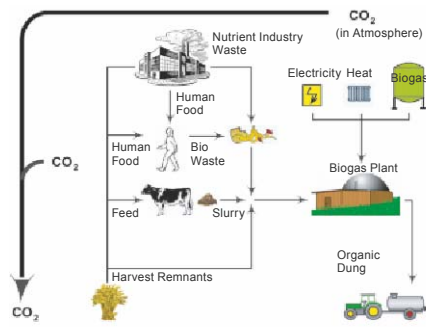 CO2
(in Atmosphere)
Nutrient Industry
Waste
Electricity Heat
Biogas
Human
Food
Human
Food
Bio
Waste
CO2
Biogas Plant
Feed
Slurry
Organic
Dung
Harvest Remnants
CO2